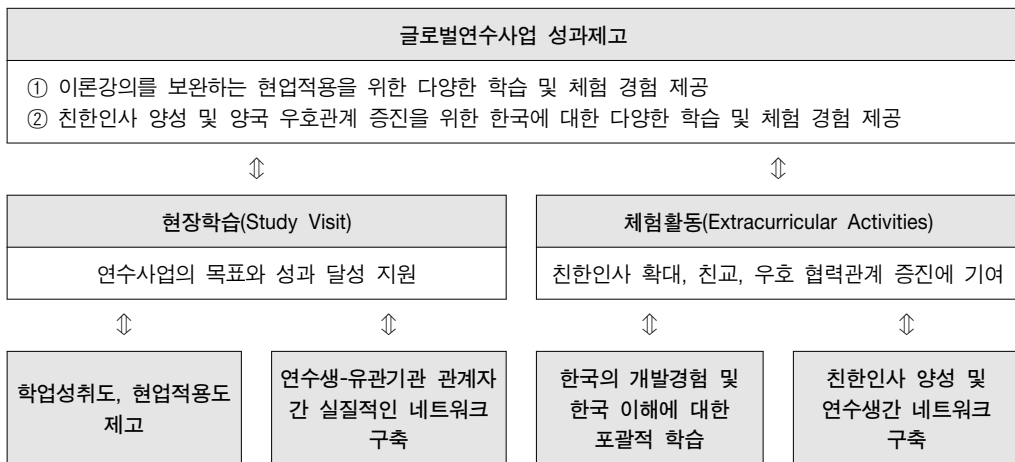 글로벌연수사업 성과제고
① 이론강의를 보완하는 현업적용을 위한 다양한 학습 및 체험 경험 제공
② 친한인사 양성 및 양국 우호관계 증진을 위한 한국에 대한 다양한 학습 및 체험 경험 제공
⇕ ⇕
현장학습(Study Visit)
연수사업의 목표와 성과 달성 지원
체험활동(Extracurricular Activities)
친한인사 확대, 친교, 우호 협력관계 증진에 기여
⇕ ⇕ ⇕ ⇕
학업성취도, 현업적용도
제고
연수생-유관기관 관계자
간 실질적인 네트워크
구축
한국의 개발경험 및
한국 이해에 대한
포괄적 학습
친한인사 양성 및
연수생간 네트워크
구축